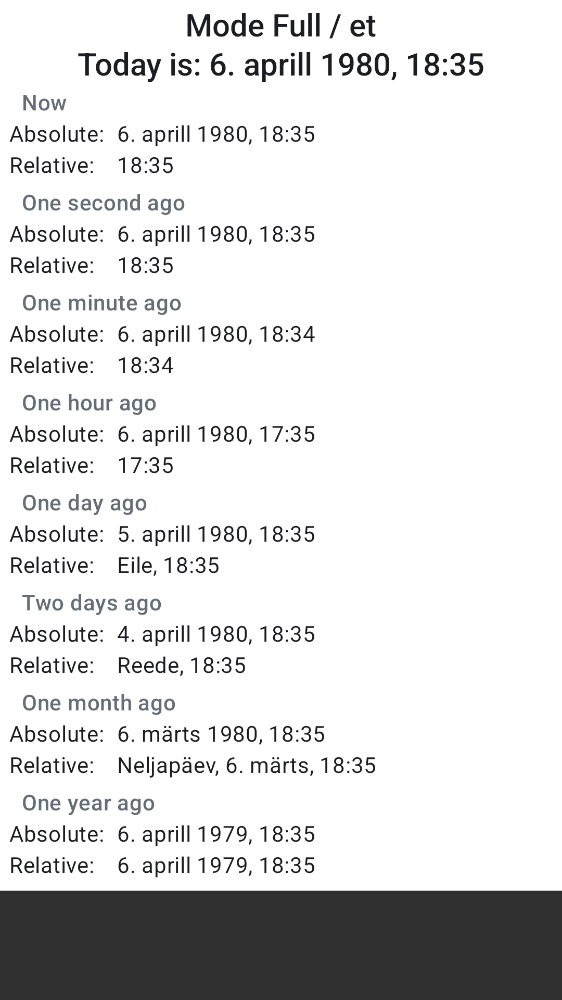 Mode Full / et
Today is: 6. aprill 1980, 18:35
Now
Absolute: 6. aprill 1980, 18:35
Relative: 18:35
One second ago
Absolute: 6. aprill 1980, 18:35
Relative: 18:35
One minute ago
Absolute: 6. aprill 1980, 18:34
Relative: 18:34
One hour ago
Absolute: 6. aprill 1980, 17:35
Relative: 17:35
One day ago
Absolute: 5. aprill 1980, 18:35
Relative: Eile, 18:35
Two days ago
Absolute: 4. aprill 1980, 18:35
Relative: Reede, 18:35
One month ago
Absolute: 6. märts 1980, 18:35
Relative: Neljapäev, 6. märts, 18:35
One year ago
Absolute: 6. aprill 1979, 18:35
Relative: 6. aprill 1979, 18:35